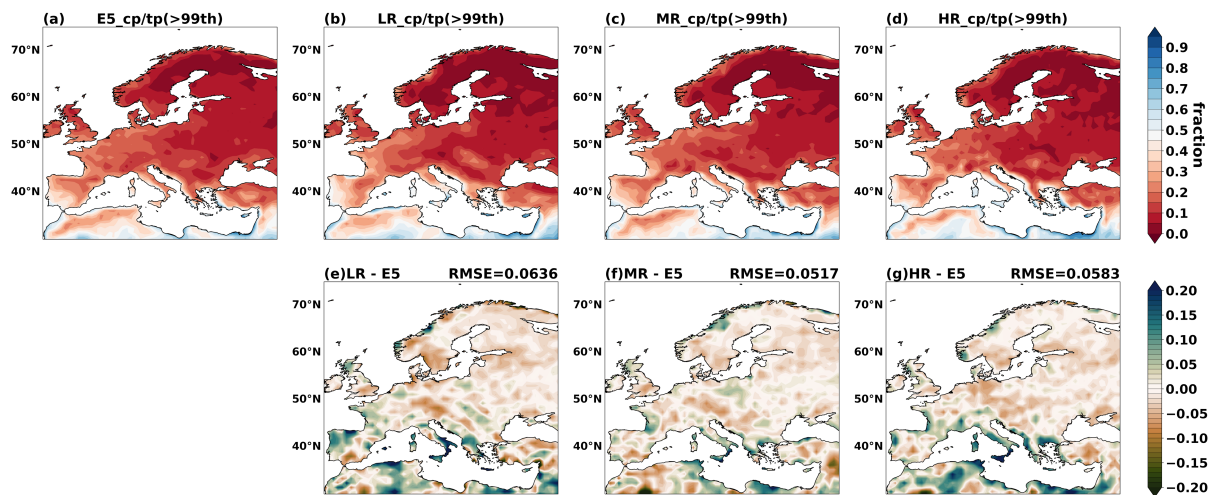 (a) E5_cp/tp(>99th)
(b) LR_cp/tp(>99th)
(c) MR_cp/tp(>99th)
(d) HR_cp/tp(>99th)
70°N
60°N
50°N
40°N
70°N
60°N
50°N
40°N
70°N
60°N
50°N
40°N
70°N
60°N
50°N
40°N
0.9
0.8
0.7
0.6
0.5
0.4
0.3
0.2
0.1
0.0
fraction
(e)LR - E5 RMSE=0.0636
(f)MR - E5 RMSE=0.0517
(g)HR - E5 RMSE=0.0583
70°N
60°N
50°N
40°N
70°N
60°N
50°N
40°N
70°N
60°N
50°N
40°N
0.20
0.15
0.10
0.05
0.00
−0.05
−0.10
−0.15
−0.20